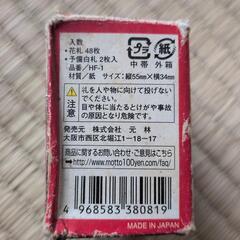 入数
・花札 48枚
・予備白札 2枚入
品番/HF-1
材質/紙 サイズ:縦55mm×横34mm
プラ
中帯
紙
外箱
注意
札を人や物に向けて投げないで
ください。
目や体に当たるとけがや事故の
原因になります。
発売元 株式会社 元 林
大阪市西区北堀江1-18-17
商品に関するお問い合わせ・ご意見はこちら
https://www.motto100yen.com/faq/
4 968583 380819
MADE IN JAPAN